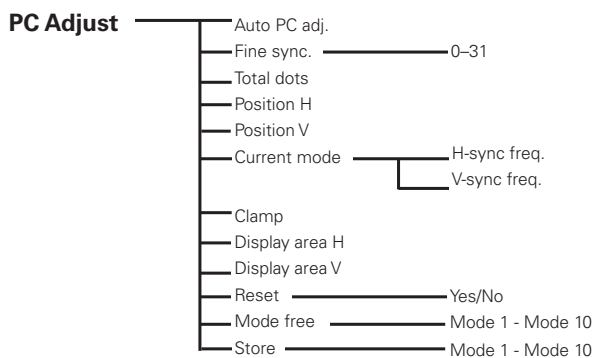 PC Adjust
Auto PC adj.
Fine sync. 0–31
Total dots
Position H
Position V
Current mode H-sync freq.
V-sync freq.
Clamp
Display area H
Display area V
Reset Yes/No
Mode free Mode 1 - Mode 10
Store Mode 1 - Mode 10